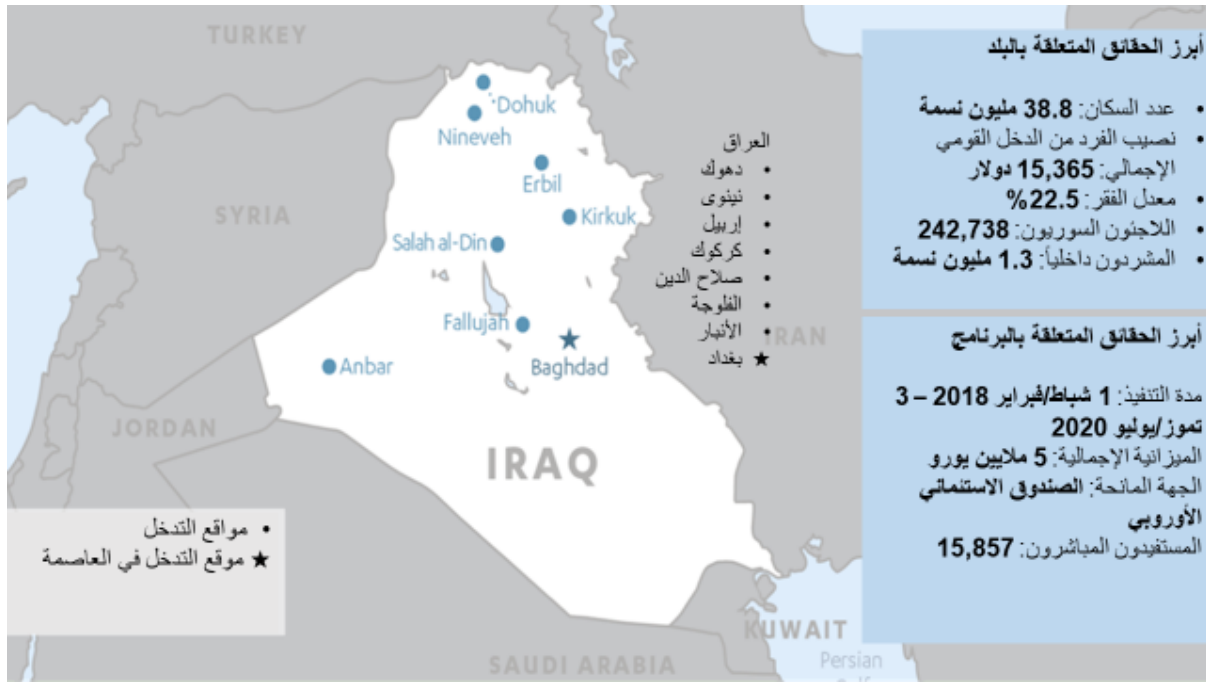 TURKEY
Dohuk
Nineveh
Erbil
SYRIA
Kirkuk
Salah al-Din
Fallujah
Baghdad
Anbar
IRAN
JORDAN
IRAQ
KUWAIT
SAUDI ARABIA
Persian
العراق
• دهوك
• نينوى
• إربيل
• كركوك
• صلاح الدين
• الفلوجة
• الأنبار
★ بغداد
أبرز الحقائق المتعلقة بالبلد
• عدد السكان: 38.8 مليون نسمة
• نصيب الفرد من الدخل القومي
الإجمالي: 15,365 دولار
• معدل الفقر: 22.5%
• اللاجئون السوريون: 242,738
• المشردون داخلياً: 1.3 مليون نسمة
أبرز الحقائق المتعلقة بالبرنامج
مدة التنفيذ: 1 شباط/فبراير 2018 – 3
تموز/يوليو 2020
الميزانية الإجمالية: 5 ملايين يورو
الجهة المانحة: الصندوق الاستئماني
الأوروبي
المستفيدون المباشرون: 15,857
• مواقع التدخل
★ موقع التدخل في العاصمة